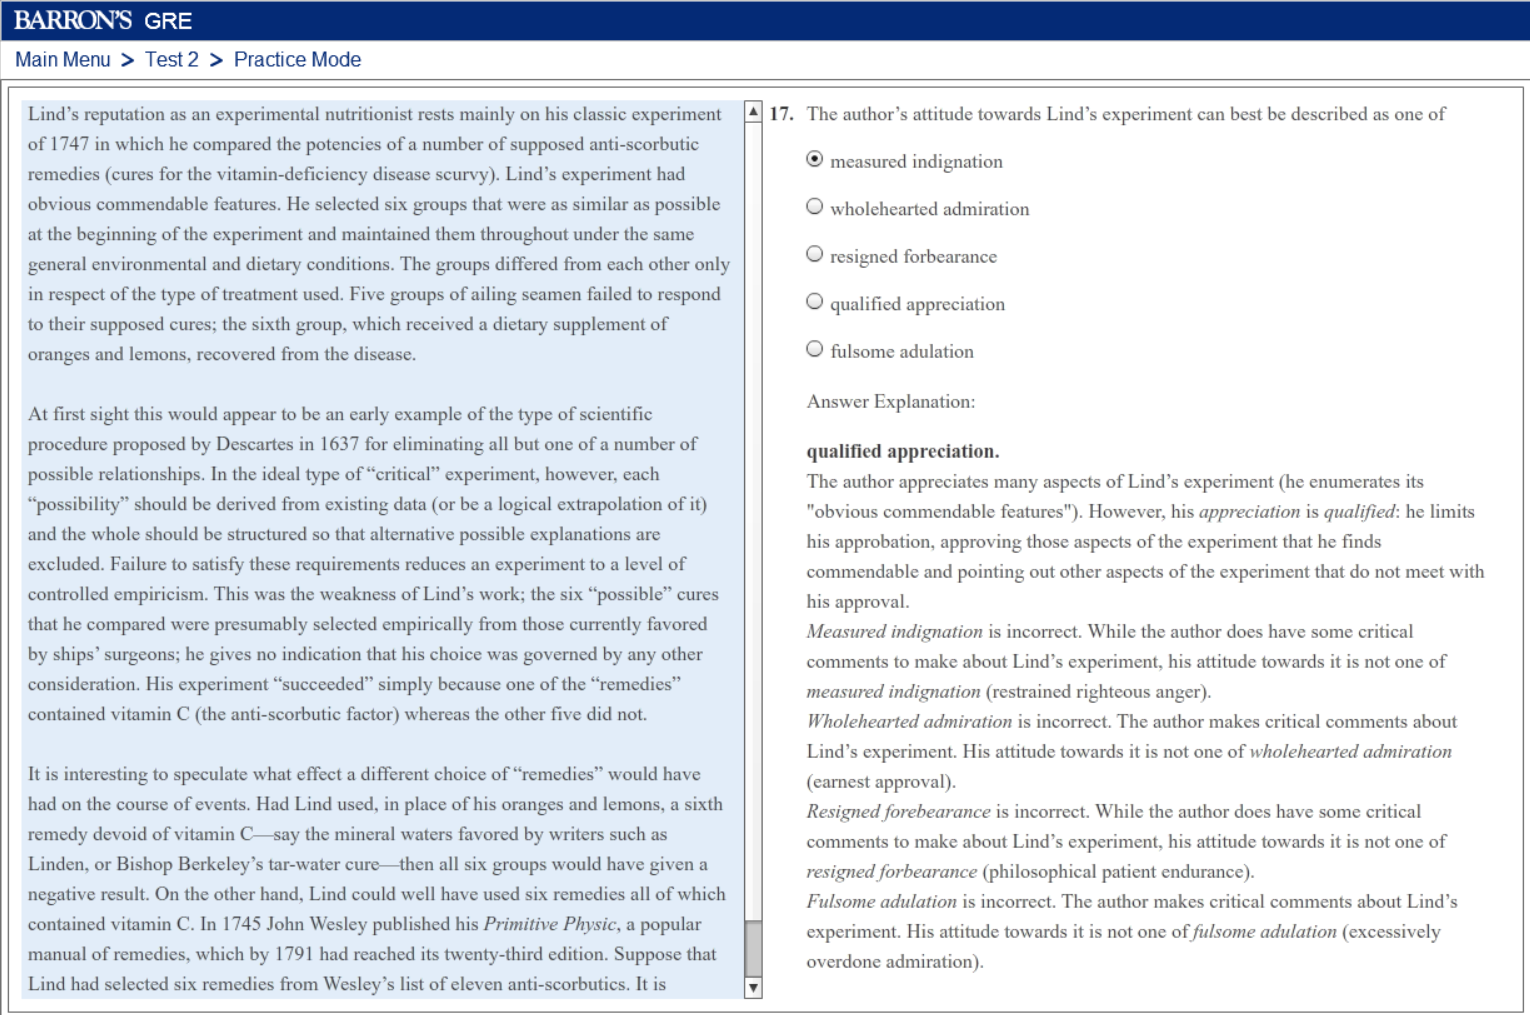 BARRON'S GRE
Main Menu > Test 2 > Practice Mode
Lind's reputation as an experimental nutritionist rests mainly on his classic experiment
of 1747 in which he compared the potencies of a number of supposed anti-scorbutic
remedies (cures for the vitamin-deficiency disease scurvy). Lind's experiment had
obvious commendable features. He selected six groups that were as similar as possible
at the beginning of the experiment and maintained them throughout under the same
general environmental and dietary conditions. The groups differed from each other only
in respect of the type of treatment used. Five groups of ailing seamen failed to respond
to their supposed cures; the sixth group, which received a dietary supplement of
oranges and lemons, recovered from the disease.
At first sight this would appear to be an early example of the type of scientific
procedure proposed by Descartes in 1637 for eliminating all but one of a number of
possible relationships. In the ideal type of “critical” experiment, however, each
“possibility” should be derived from existing data (or be a logical extrapolation of it)
and the whole should be structured so that alternative possible explanations are
excluded. Failure to satisfy these requirements reduces an experiment to a level of
controlled empiricism. This was the weakness of Lind's work; the six “possible” cures
that he compared were presumably selected empirically from those currently favored
by ships' surgeons; he gives no indication that his choice was governed by any other
consideration. His experiment “succeeded” simply because one of the “remedies”
contained vitamin C (the anti-scorbutic factor) whereas the other five did not.
It is interesting to speculate what effect a different choice of “remedies” would have
had on the course of events. Had Lind used, in place of his oranges and lemons, a sixth
remedy devoid of vitamin C—say the mineral waters favored by writers such as
Linden, or Bishop Berkeley's tar-water cure—then all six groups would have given a
negative result. On the other hand, Lind could well have used six remedies all of which
contained vitamin C. In 1745 John Wesley published his Primitive Physic, a popular
manual of remedies, which by 1791 had reached its twenty-third edition. Suppose that
Lind had selected six remedies from Wesley's list of eleven anti-scorbutics. It is
17. The author's attitude towards Lind's experiment can best be described as one of
measured indignation
wholehearted admiration
resigned forbearance
qualified appreciation
fulsome adulation
Answer Explanation:
qualified appreciation.
The author appreciates many aspects of Lind's experiment (he enumerates its
"obvious commendable features"). However, his appreciation is qualified: he limits
his approbation, approving those aspects of the experiment that he finds
commendable and pointing out other aspects of the experiment that do not meet with
his approval.
Measured indignation is incorrect. While the author does have some critical
comments to make about Lind's experiment, his attitude towards it is not one of
measured indignation (restrained righteous anger).
Wholehearted admiration is incorrect. The author makes critical comments about
Lind's experiment. His attitude towards it is not one of wholehearted admiration
(earnest approval).
Resigned forebearance is incorrect. While the author does have some critical
comments to make about Lind's experiment, his attitude towards it is not one of
resigned forbearance (philosophical patient endurance).
Fulsome adulation is incorrect. The author makes critical comments about Lind's
experiment. His attitude towards it is not one of fulsome adulation (excessively
overdone admiration).